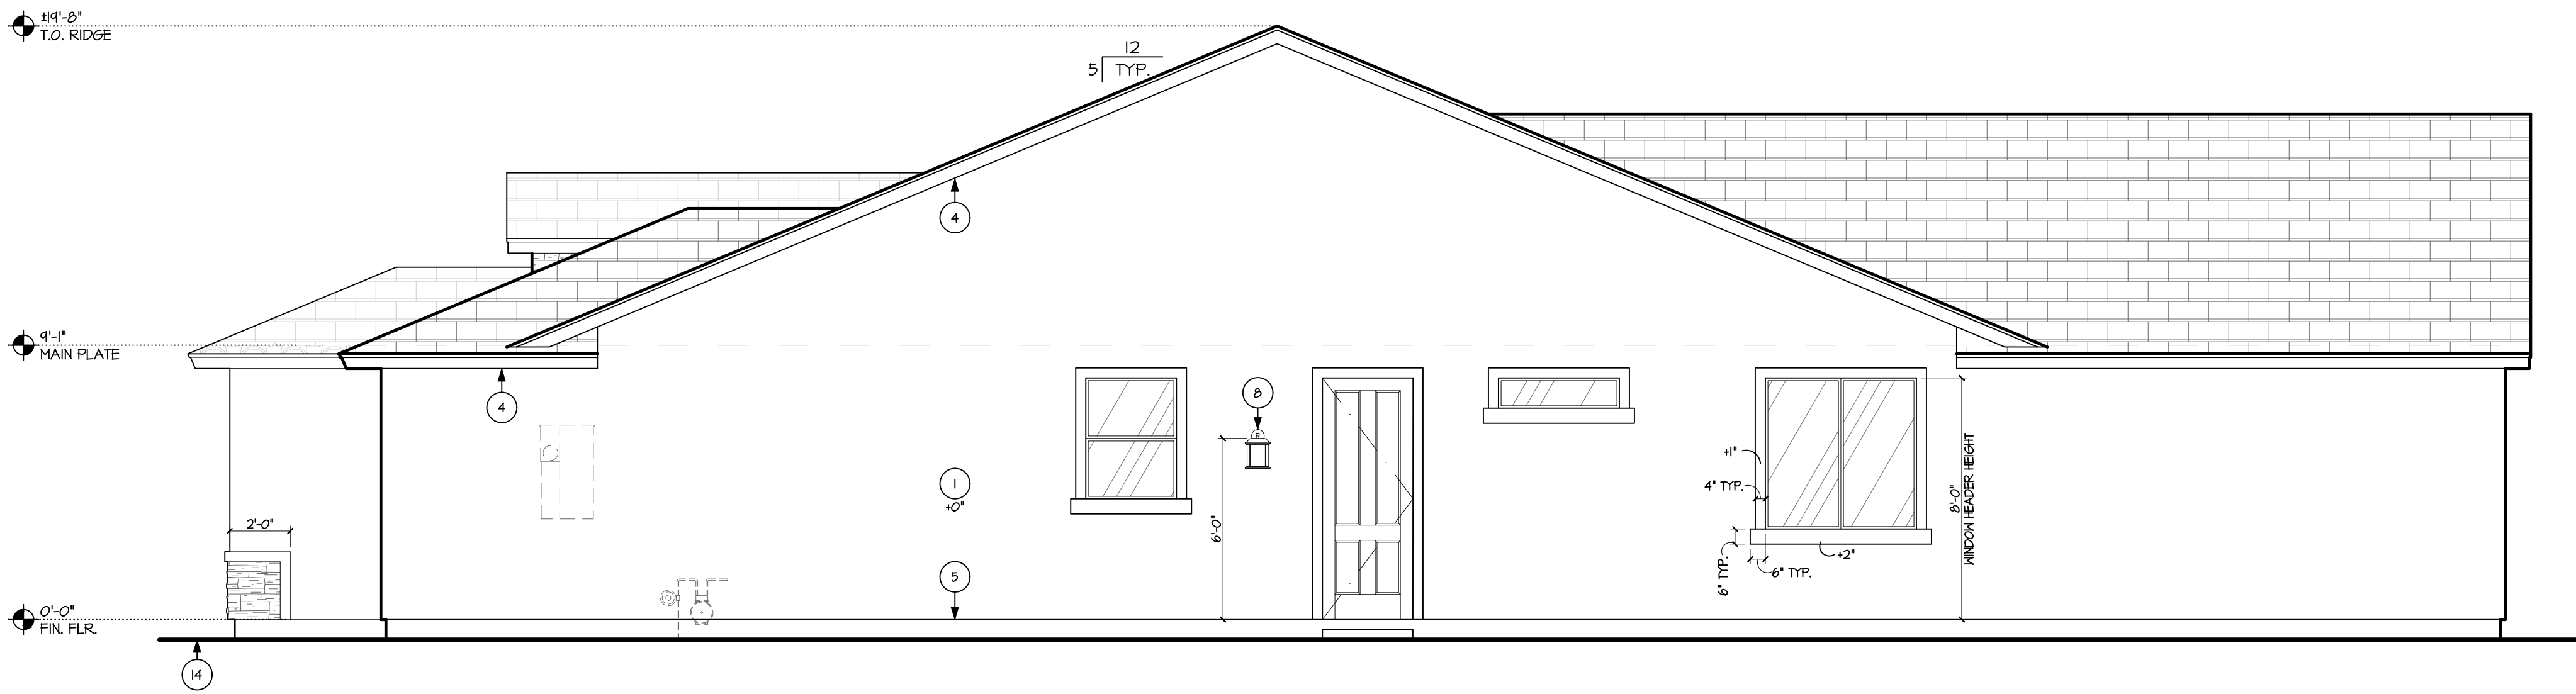 ±19'-8"
T.O. RIDGE
12
5 TYP.
4
9'-1"
MAIN PLATE
4
8
1
+0"
6'-0"
+1"
4" TYP.
8'-0"
WINDOW HEADER HEIGHT
2'-0"
+2"
6" TYP.
6" TYP.
5
0'-0"
FIN. FLR.
14